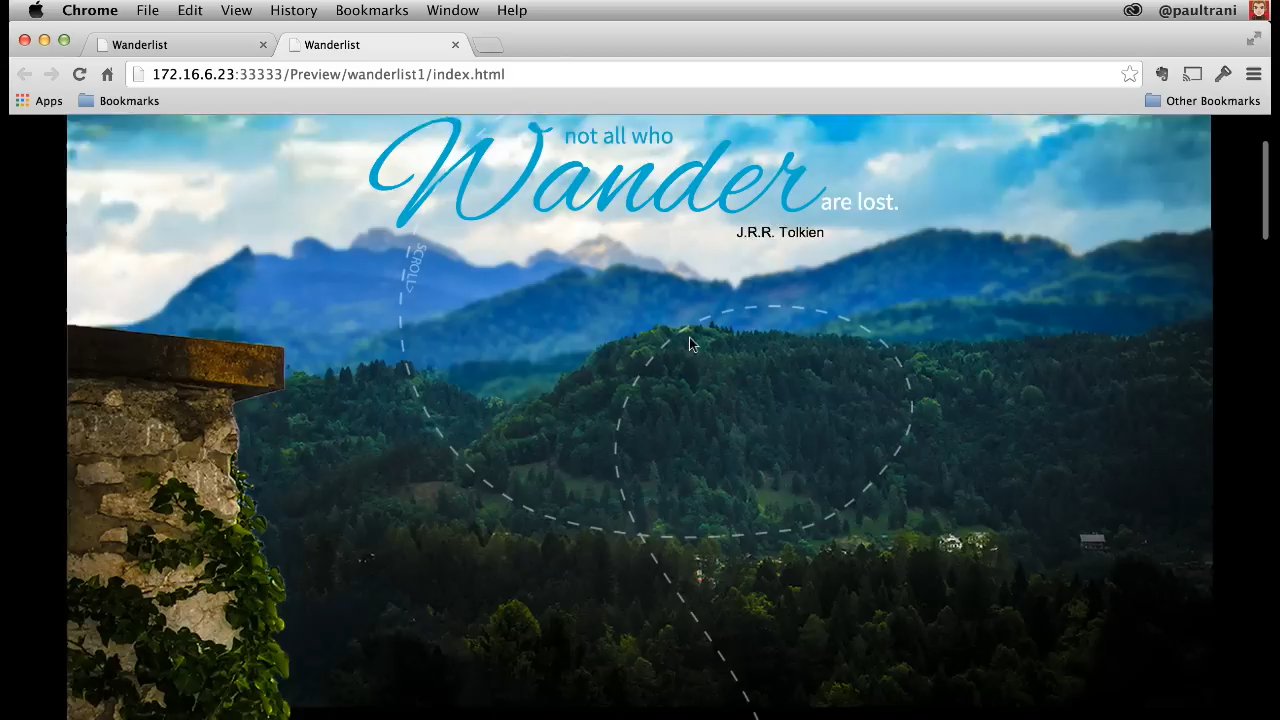 Chrome File Edit View History Bookmarks Window Help @paultrani
Wanderlist Wanderlist
172.16.6.23:33333/Preview/wanderlist1/index.html
Apps Bookmarks Other Bookmarks
not all who
Wander
are lost.
J.R.R. Tolkien
SCROLL>